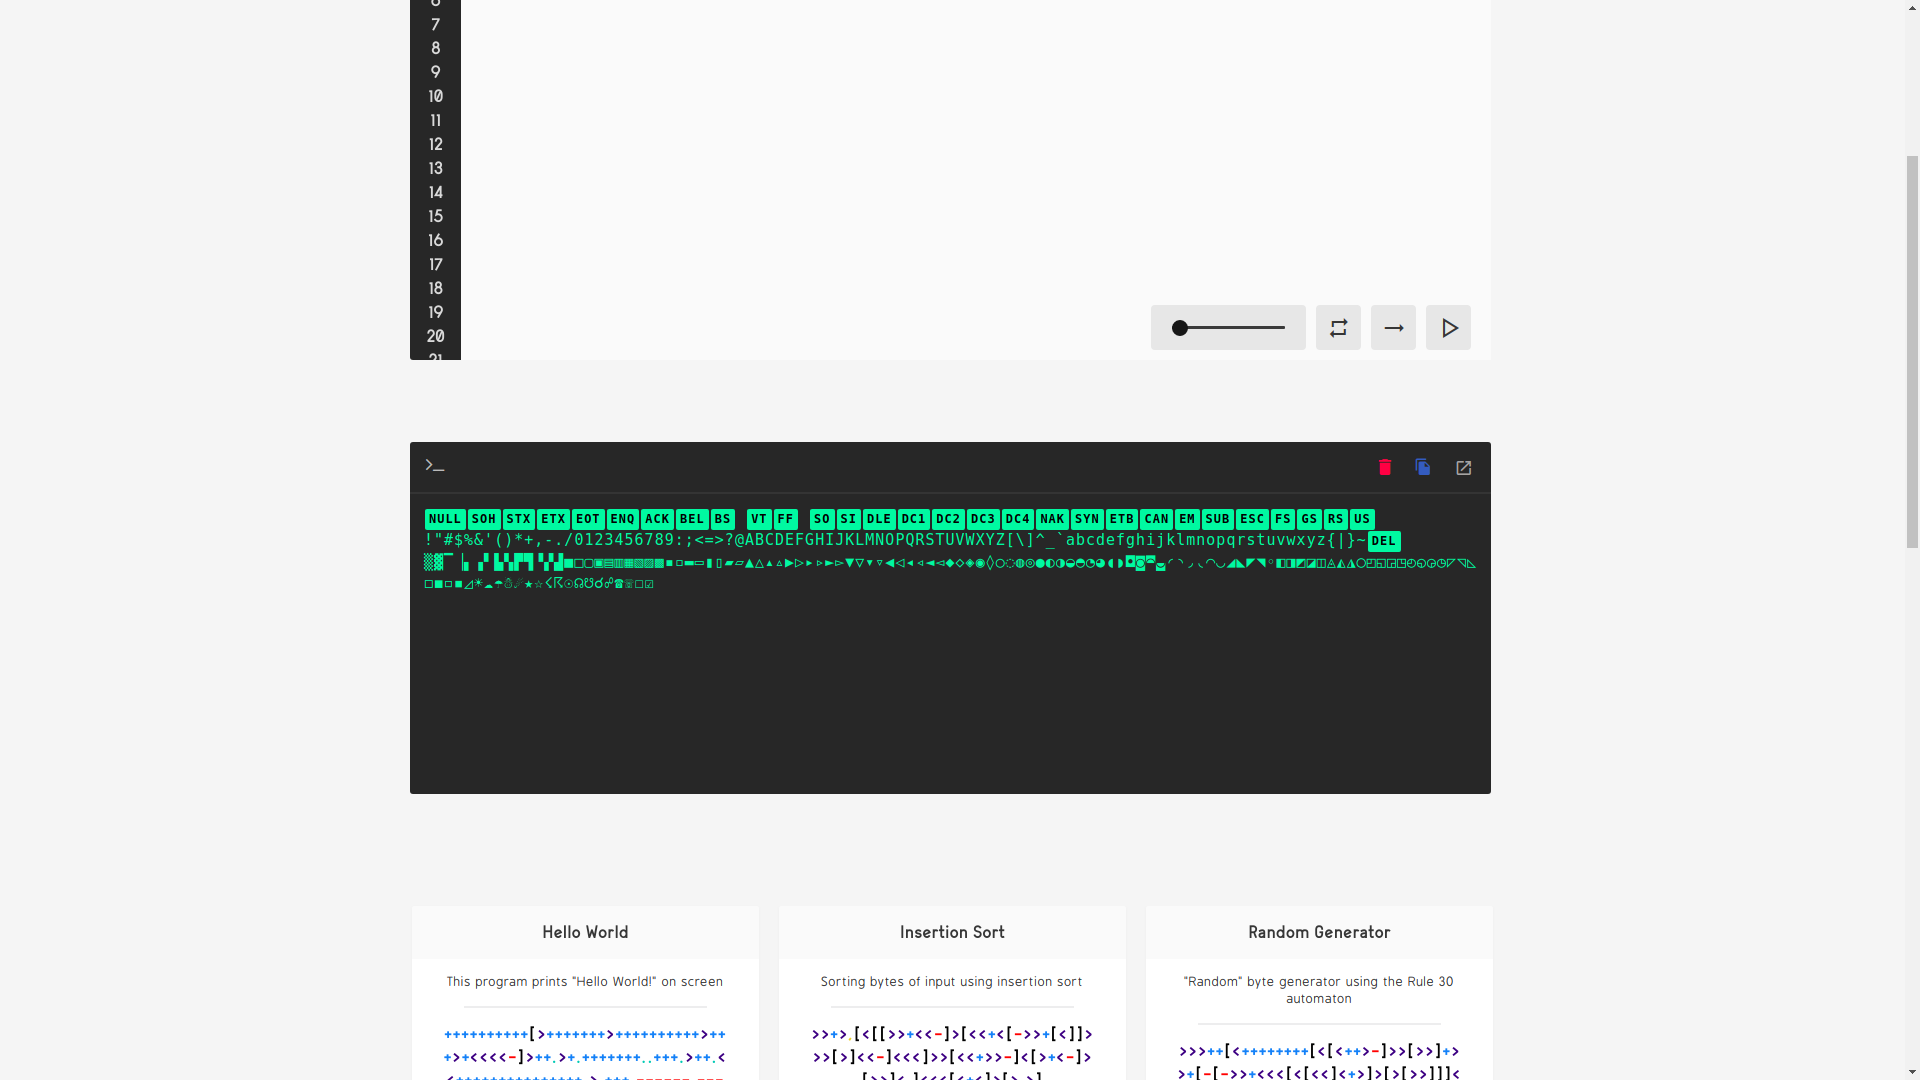 7
8
9
10
11
12
13
14
15
16
17
18
19
20
21
>_
NULL SOH STX ETX EOT ENQ ACK BEL BS VT FF SO SI DLE DC1 DC2 DC3 DC4 NAK SYN ETB CAN EM SUB ESC FS GS RS US
!"#$%&'()*+,-./0123456789:;<=>?@ABCDEFGHIJKLMNOPQRSTUVWXYZ[\]^_`abcdefghijklmnopqrstuvwxyz{|}~DEL
Hello World
This program prints "Hello World!" on screen
++++++++++[>+++++++>++++++++++>++
+>+<<<<-]>++.>+.+++++++..+++.>++.<
Insertion Sort
Sorting bytes of input using insertion sort
>>+>,[<[[>>+<<-]>[<<+<[->>+[<]]>
>>[>]<<-]<<<]>>[<<+>>-]<[>+<-]>
Random Generator
"Random" byte generator using the Rule 30
automaton
>>>++[<++++++++[<[<++>-]>>[>>]+>
>+[-[->>+<<<[<[<<]<+>]>[>[>>]]]<